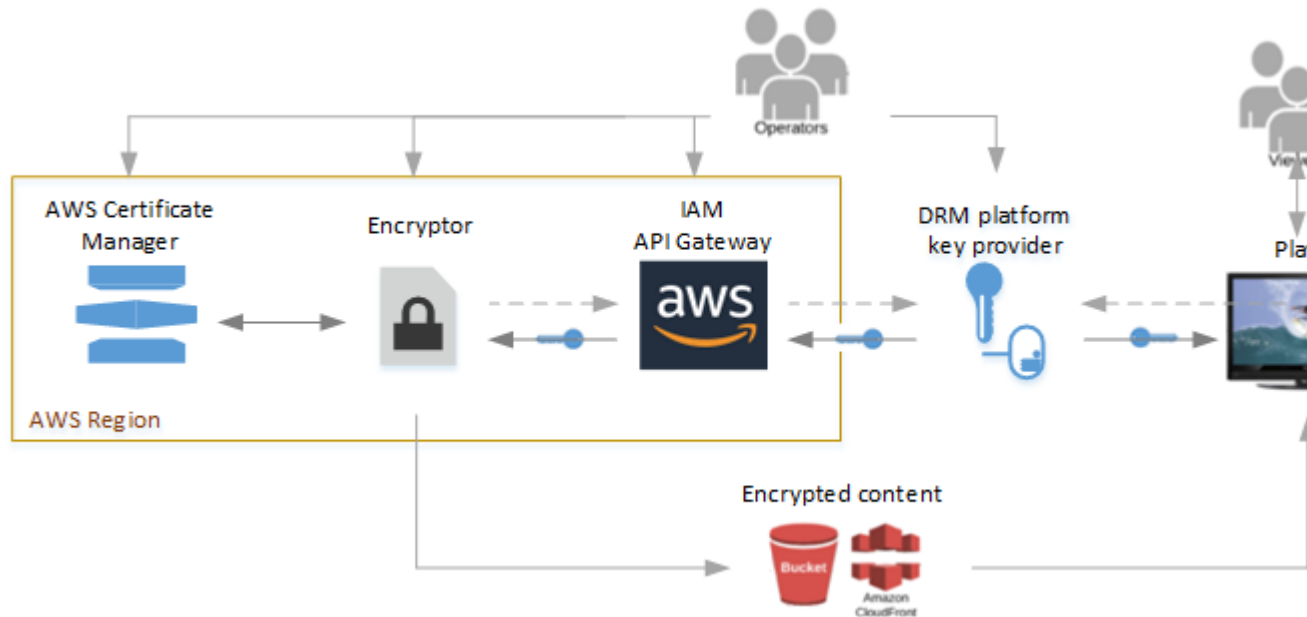 Operators
AWS Certificate
Manager
Encryptor
IAM
API Gateway
aws
DRM platform
key provider
AWS Region
Encrypted content
Bucket
Amazon
CloudFront